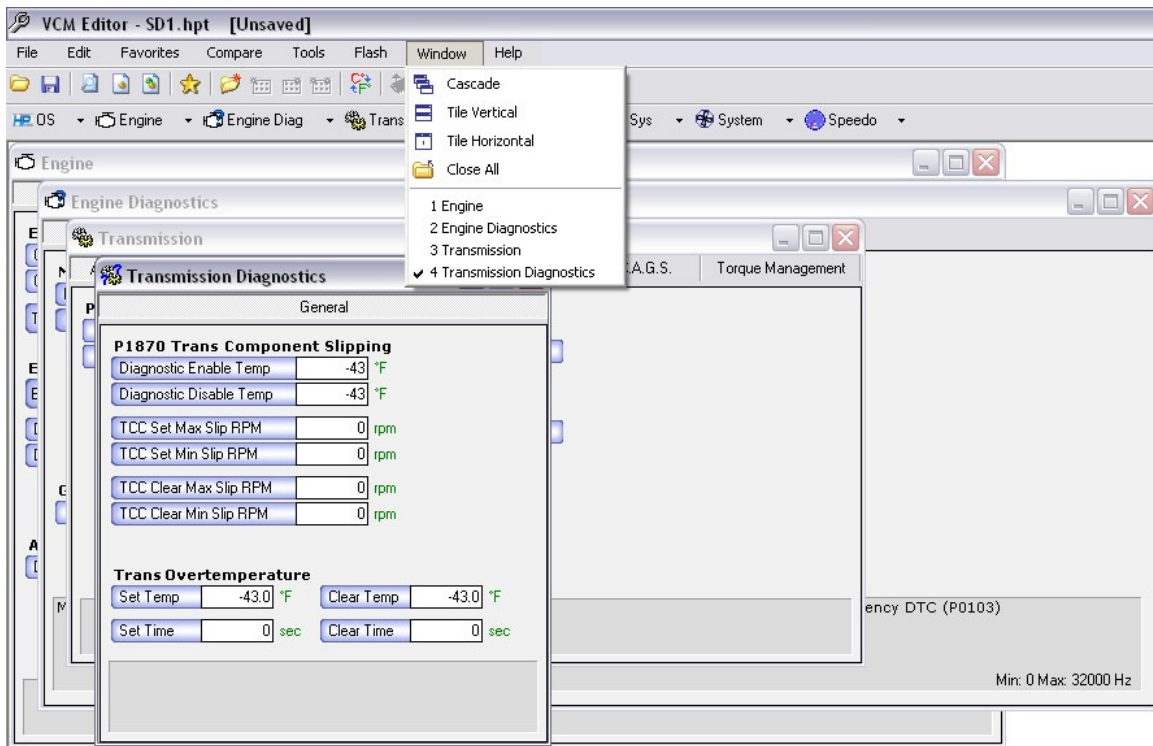 VCM Editor - SD1.hpt [Unsaved]
File Edit Favorites Compare Tools Flash Window Help
Cascade
Tile Vertical
Tile Horizontal
Close All
1 Engine
2 Engine Diagnostics
3 Transmission
4 Transmission Diagnostics
HP OS Engine Engine Diag Trans Sys System Speedo
Engine
Engine Diagnostics
Transmission
.A.G.S. Torque Management
Transmission Diagnostics
General
P1870 Trans Component Slipping
Diagnostic Enable Temp -43 °F
Diagnostic Disable Temp -43 °F
TCC Set Max Slip RPM 0 rpm
TCC Set Min Slip RPM 0 rpm
TCC Clear Max Slip RPM 0 rpm
TCC Clear Min Slip RPM 0 rpm
Trans Overtemperature
Set Temp -43.0 °F Clear Temp -43.0 °F
Set Time 0 sec Clear Time 0 sec
ency DTC (P0103)
Min: 0 Max: 32000 Hz